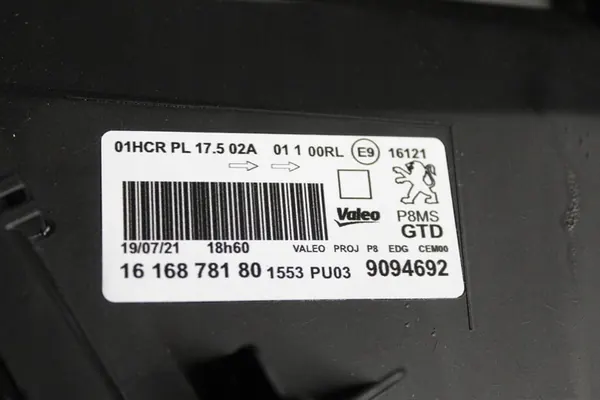 01HCR PL 17.5 02A 01 1 00RL E9 16121
Valeo P8MS
GTD
19/07/21 18h60 VALEO PROJ P8 EDG CEM00
16 168 781 80 1553 PU03 9094692